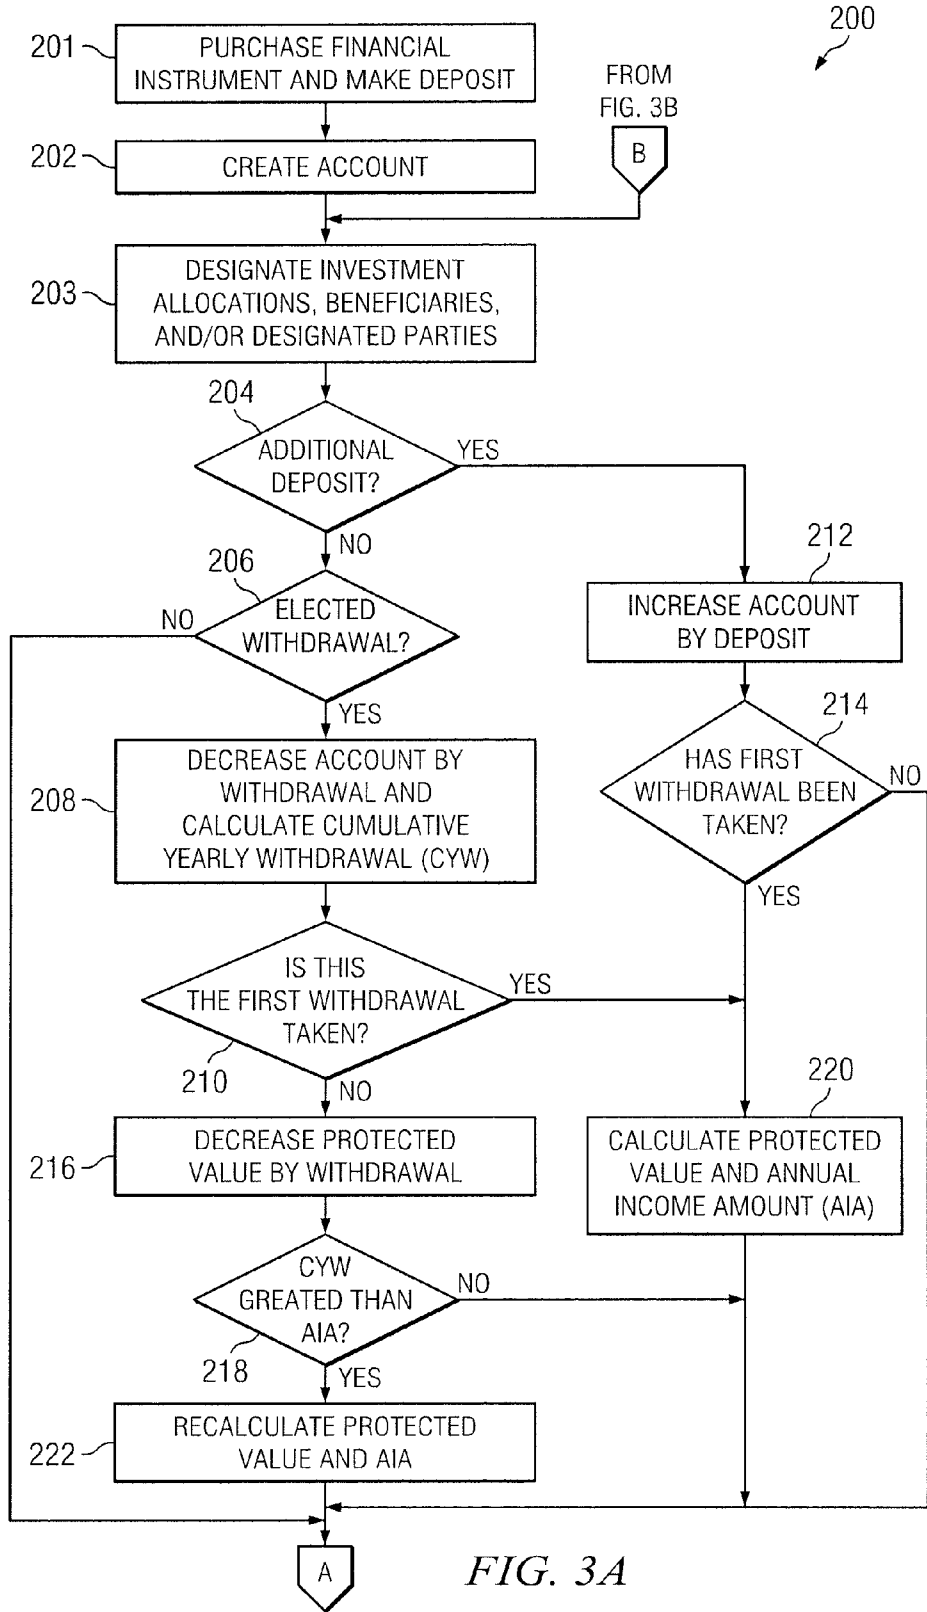 200
201
PURCHASE FINANCIAL
INSTRUMENT AND MAKE DEPOSIT
FROM
FIG. 3B
B
202
CREATE ACCOUNT
203
DESIGNATE INVESTMENT
ALLOCATIONS, BENEFICIARIES,
AND/OR DESIGNATED PARTIES
204
ADDITIONAL
DEPOSIT?
YES
NO
206
ELECTED
WITHDRAWAL?
NO
YES
212
INCREASE ACCOUNT
BY DEPOSIT
214
HAS FIRST
WITHDRAWAL BEEN
TAKEN?
NO
YES
208
DECREASE ACCOUNT BY
WITHDRAWAL AND
CALCULATE CUMULATIVE
YEARLY WITHDRAWAL (CYW)
IS THIS
THE FIRST WITHDRAWAL
TAKEN?
YES
210
NO
216
DECREASE PROTECTED
VALUE BY WITHDRAWAL
220
CALCULATE PROTECTED
VALUE AND ANNUAL
INCOME AMOUNT (AIA)
CYW
GREATED THAN
AIA?
NO
218
YES
222
RECALCULATE PROTECTED
VALUE AND AIA
A
FIG. 3A